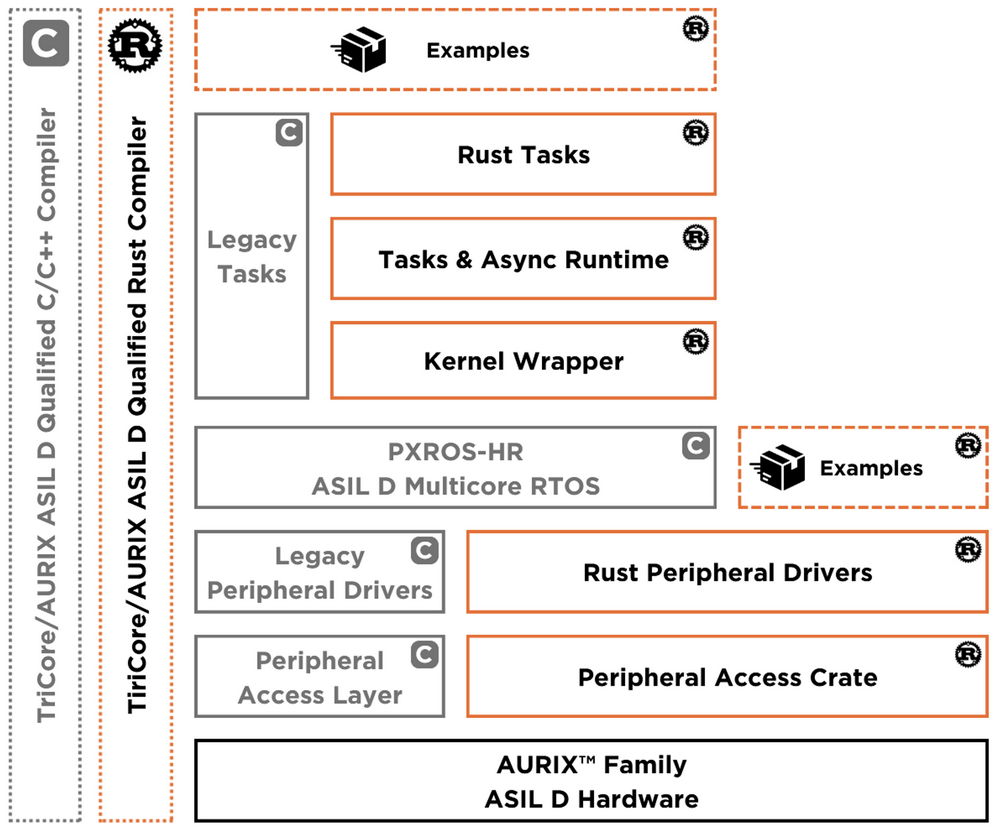 C
TriCore/AURIX ASIL D Qualified C/C++ Compiler
R
TiriCore/AURIX ASIL D Qualified Rust Compiler
Examples
R
Legacy
Tasks
C
Rust Tasks
R
Tasks & Async Runtime
R
Kernel Wrapper
R
PXROS-HR
ASIL D Multicore RTOS
C
Examples
R
Legacy
Peripheral Drivers
C
Rust Peripheral Drivers
R
Peripheral
Access Layer
C
Peripheral Access Crate
R
AURIX™ Family
ASIL D Hardware